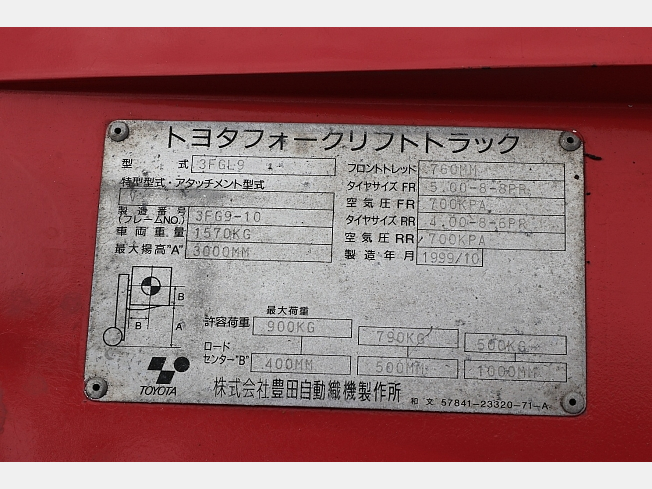 トヨタフォークリフトトラック
型 式 3FGL9
特型型式・アタッチメント型式
V
製造番号 (フレームNO.) 3FG9-10
車両重量 1570KG
最大揚高"A" 3000MM
フロントトレッド 760MM
タイヤサイズ FR 5.00-8-8PR
空気圧 FR 700KPA
タイヤサイズ RR 4.00-8-6PR
空気圧 RR 700KPA
製造年月 1999/10
B
B A
最大荷重
許容荷重 900KG 790KG 500KG
ロード
センター"B" 400MM 500MM 1000MM
TOYOTA
株式会社豊田自動織機製作所
和文 57841-23320-71-A